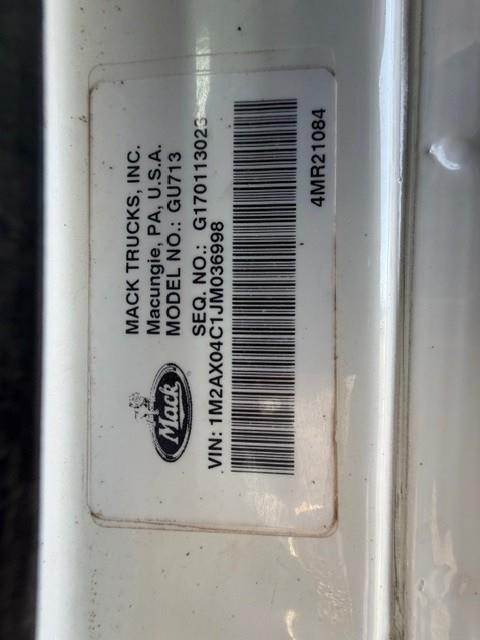 MACK TRUCKS, INC.
Macungie, PA, U.S.A.
MODEL NO.: GU713
SEQ. NO.: G170113023
Mack
VIN: 1M2AX04C1JM036998
4MR21084